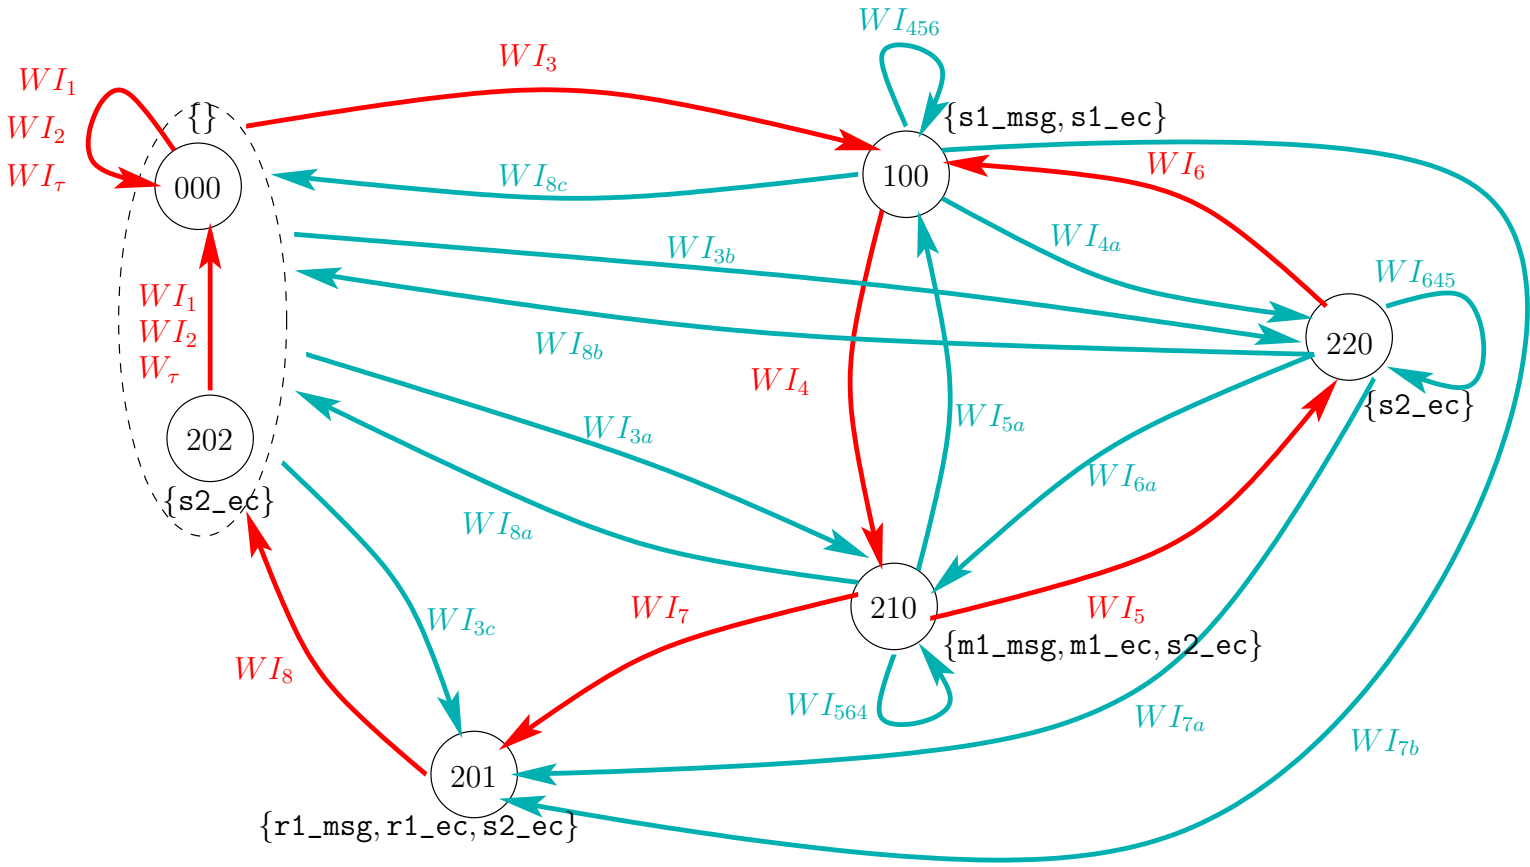 WI₄₅₆
WI₃
WI₁
{}
{s1_msg, s1_ec}
WI₂
WI₆
WIτ
000
WI₈c
100
WI₃b
WI₄a
WI₆₄₅
WI₁
WI₂
Wτ
WI₈b
220
WI₄
{s2_ec}
202
WI₃a
WI₅a
{s2_ec}
WI₆a
WI₈a
WI₃c
WI₇
210
WI₅
{m1_msg, m1_ec, s2_ec}
WI₈
WI₅₆₄
WI₇a
WI₇b
201
{r1_msg, r1_ec, s2_ec}